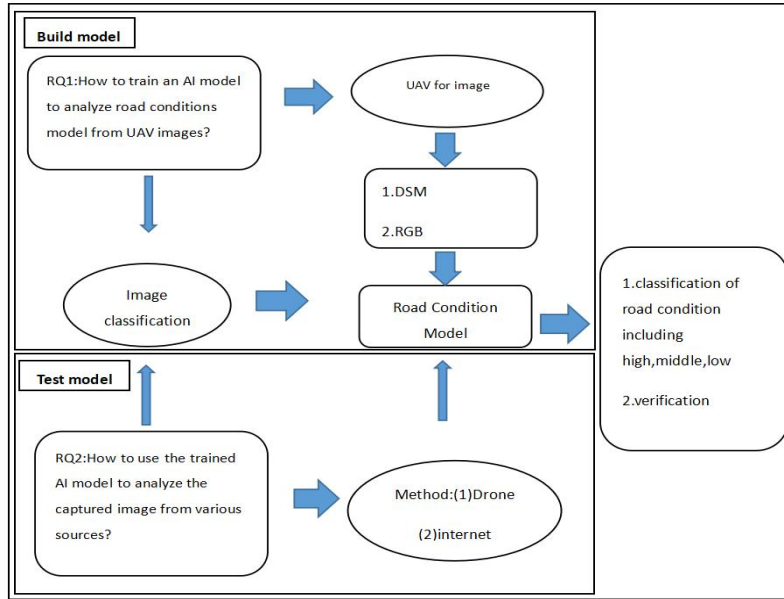 Build model
RQ1:How to train an AI model
to analyze road conditions
model from UAV images?
UAV for image
1.DSM
2.RGB
Image
classification
Road Condition
Model
1.classification of
road condition
including
high,middle,low
2.verification
Test model
RQ2:How to use the trained
AI model to analyze the
captured image from various
sources?
Method:(1)Drone
(2)internet